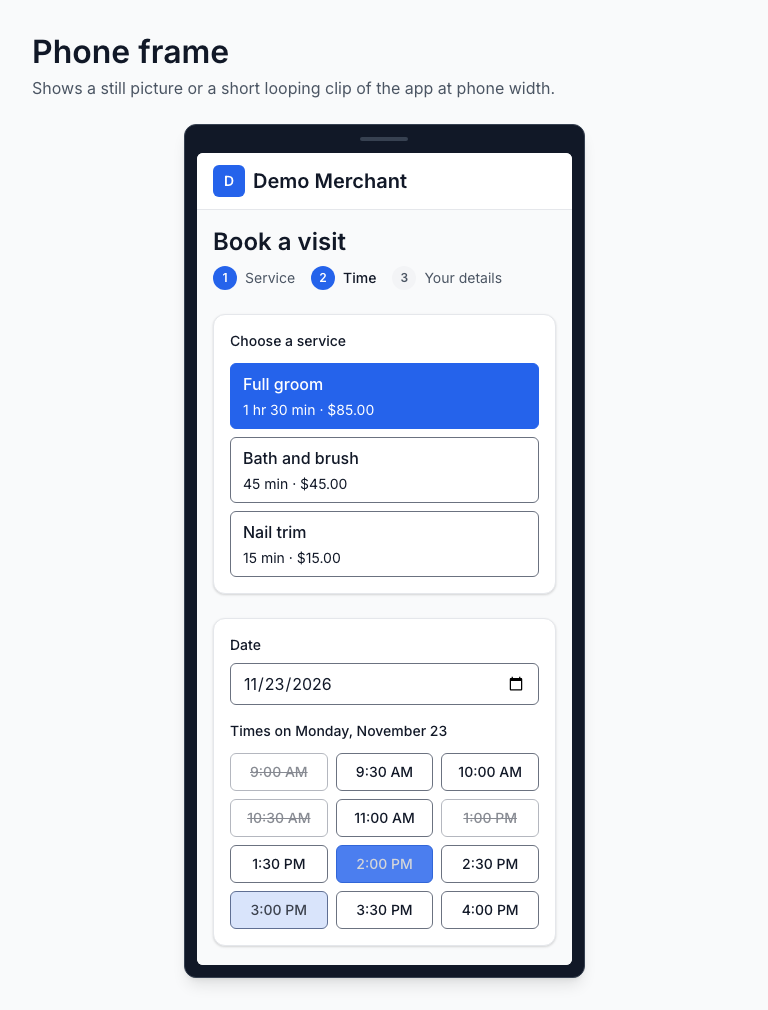 Phone frame
Shows a still picture or a short looping clip of the app at phone width.
D Demo Merchant
Book a visit
1 Service 2 Time 3 Your details
Choose a service
Full groom
1 hr 30 min · $85.00
Bath and brush
45 min · $45.00
Nail trim
15 min · $15.00
Date
11/23/2026
Times on Monday, November 23
9:00 AM 9:30 AM 10:00 AM
10:30 AM 11:00 AM 1:00 PM
1:30 PM 2:00 PM 2:30 PM
3:00 PM 3:30 PM 4:00 PM